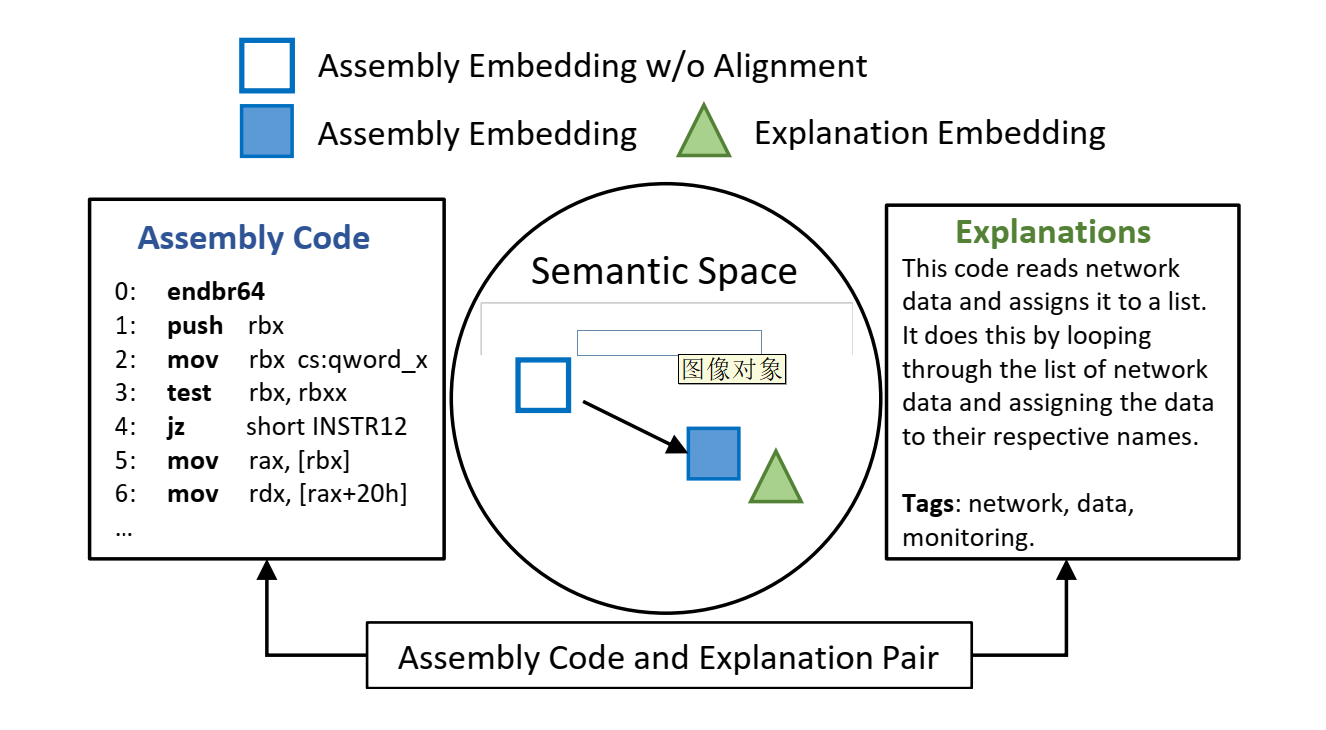 Assembly Embedding w/o Alignment
Assembly Embedding
Explanation Embedding
Assembly Code
0: endbr64
1: push rbx
2: mov rbx cs:qword_x
3: test rbx, rbxx
4: jz short INSTR12
5: mov rax, [rbx]
6: mov rdx, [rax+20h]
...
Semantic Space
图像对象
Explanations
This code reads network
data and assigns it to a list.
It does this by looping
through the list of network
data and assigning the data
to their respective names.
Tags: network, data,
monitoring.
Assembly Code and Explanation Pair